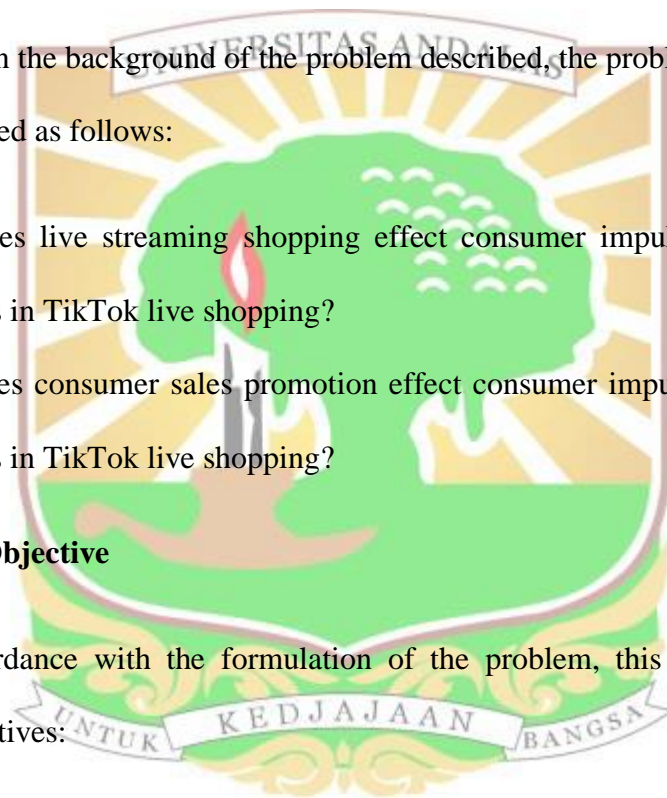 UNIVERSITAS ANDALAS
n the background of the problem described, the probl
ed as follows:
es live streaming shopping effect consumer impul
s in TikTok live shopping?
es consumer sales promotion effect consumer impu
s in TikTok live shopping?
Objective
rdance with the formulation of the problem, this
tives:
UNTUK KEDJAJAAN BANGSA